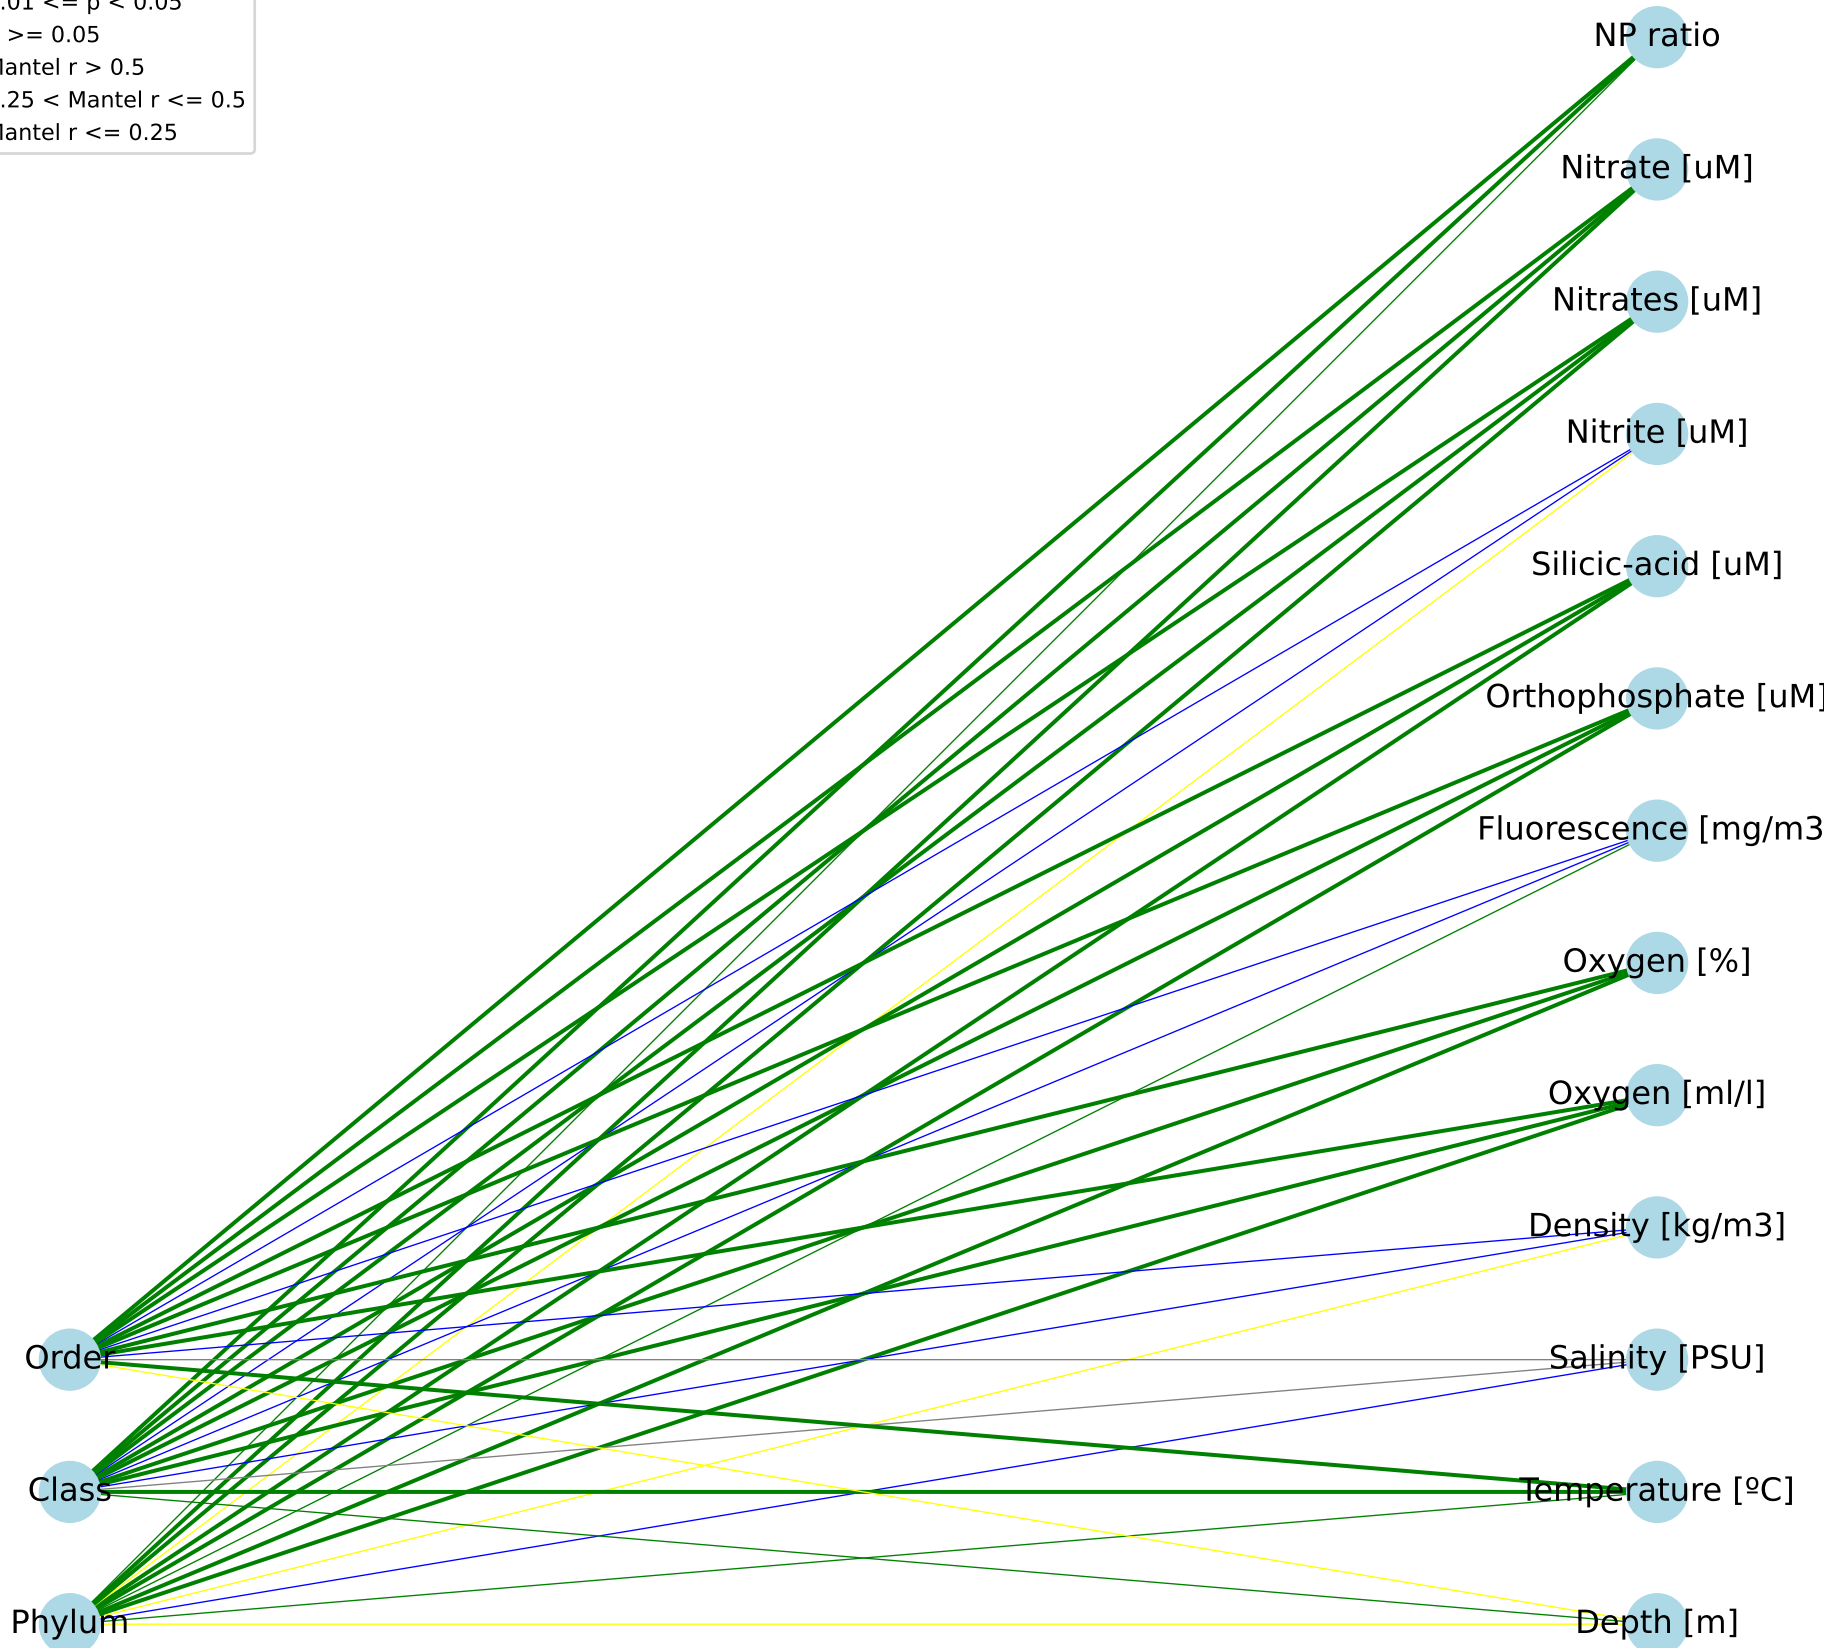 .01 <= p < 0.05
>= 0.05
Mantel r > 0.5
.25 < Mantel r <= 0.5
Mantel r <= 0.25
NP ratio
Nitrate [uM]
Nitrates [uM]
Nitrite [uM]
Silicic-acid [uM]
Orthophosphate [uM]
Fluorescence [mg/m3
Oxygen [%]
Oxygen [ml/l]
Density [kg/m3]
Order
Salinity [PSU]
Class
Temperature [ºC]
Phylum
Depth [m]